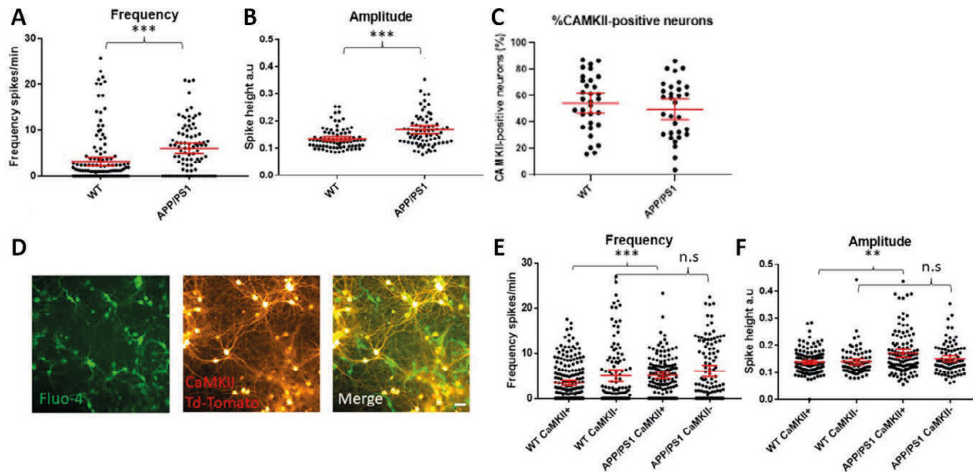 A
Frequency
***
Frequency spikes/min
30
20
10
0
WT
APP/PS1
B
Amplitude
***
Spike height a.u
0.5
0.4
0.3
0.2
0.1
0.0
WT
APP/PS1
C
%CAMKII-positive neurons
CAMKII-positive neurons (%)
100
80
60
40
20
0
WT
APP/PS1
D
Fluo-4
CaMKII
Td-Tomato
Merge
E
Frequency
***
n.s
Frequency spikes/min
30
20
10
0
WT CaMKII+
WT CaMKII-
APP/PS1 CaMKII+
APP/PS1 CaMKII-
F
Amplitude
**
n.s
Spike height a.u
0.5
0.4
0.3
0.2
0.1
0.0
WT CaMKII+
WT CaMKII-
APP/PS1 CaMKII+
APP/PS1 CaMKII-